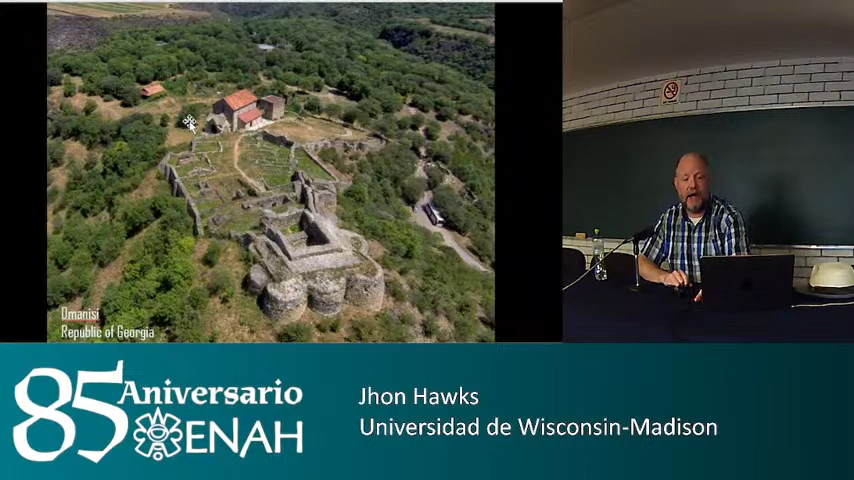 Dmanisi
Republic of Georgia
85 Aniversario
ENAH
Jhon Hawks
Universidad de Wisconsin-Madison